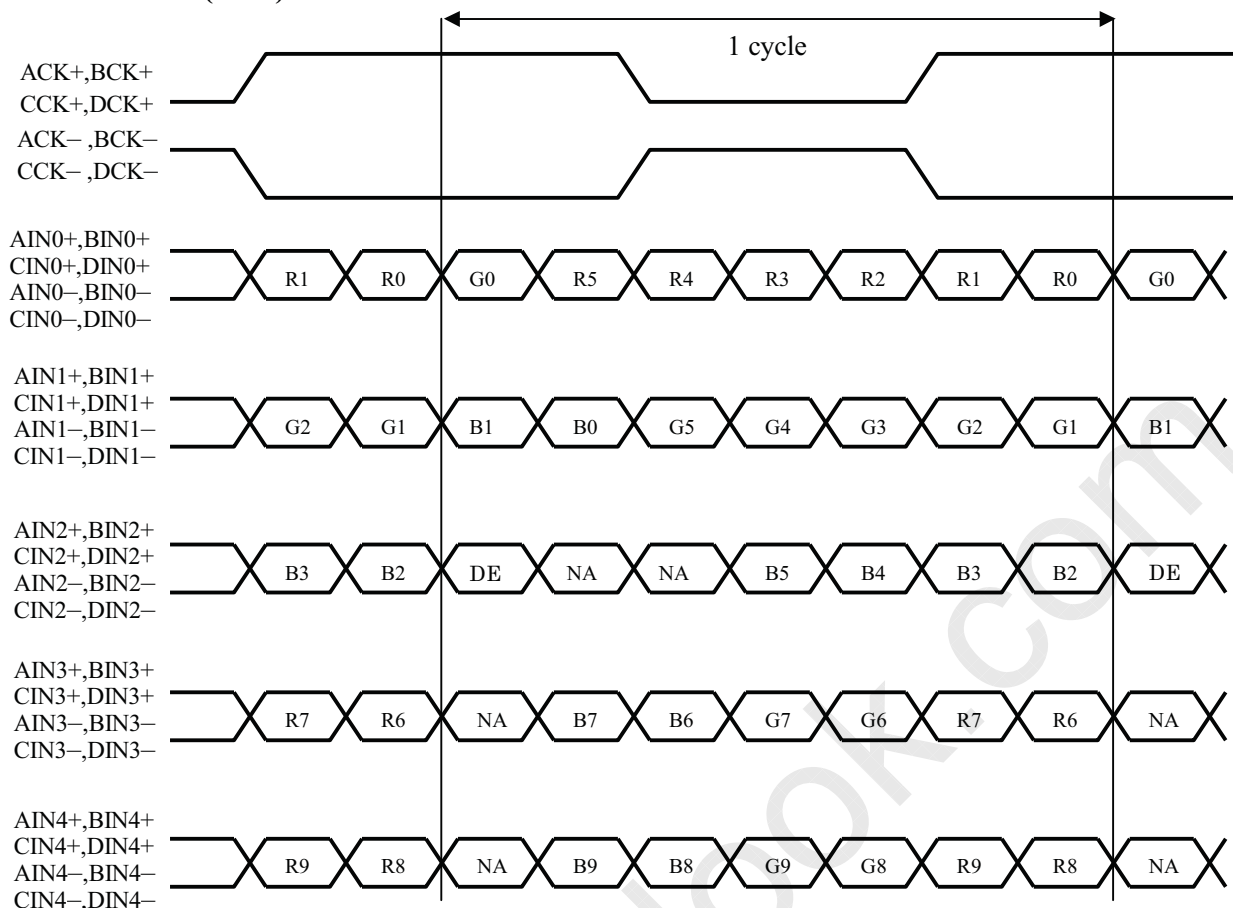 1 cycle
ACK+,BCK+
CCK+,DCK+
ACK− ,BCK−
CCK− ,DCK−
AIN0+,BIN0+
CIN0+,DIN0+
AIN0−,BIN0−
CIN0−,DIN0−
R1 R0 G0 R5 R4 R3 R2 R1 R0 G0
AIN1+,BIN1+
CIN1+,DIN1+
AIN1−,BIN1−
CIN1−,DIN1−
G2 G1 B1 B0 G5 G4 G3 G2 G1 B1
AIN2+,BIN2+
CIN2+,DIN2+
AIN2−,BIN2−
CIN2−,DIN2−
B3 B2 DE NA NA B5 B4 B3 B2 DE
AIN3+,BIN3+
CIN3+,DIN3+
AIN3−,BIN3−
CIN3−,DIN3−
R7 R6 NA B7 B6 G7 G6 R7 R6 NA
AIN4+,BIN4+
CIN4+,DIN4+
AIN4−,BIN4−
CIN4−,DIN4−
R9 R8 NA B9 B8 G9 G8 R9 R8 NA